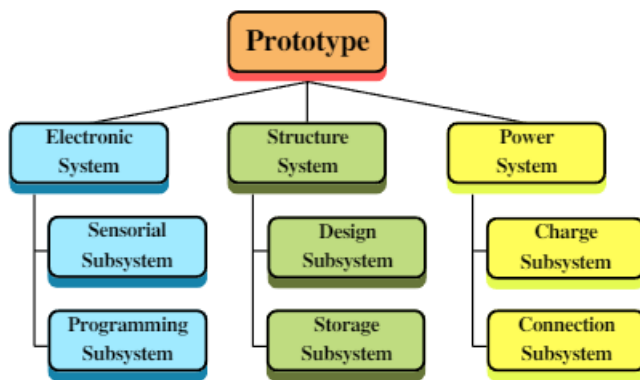 Prototype
Electronic
System
Sensorial
Subsystem
Programming
Subsystem
Structure
System
Design
Subsystem
Storage
Subsystem
Power
System
Charge
Subsystem
Connection
Subsystem